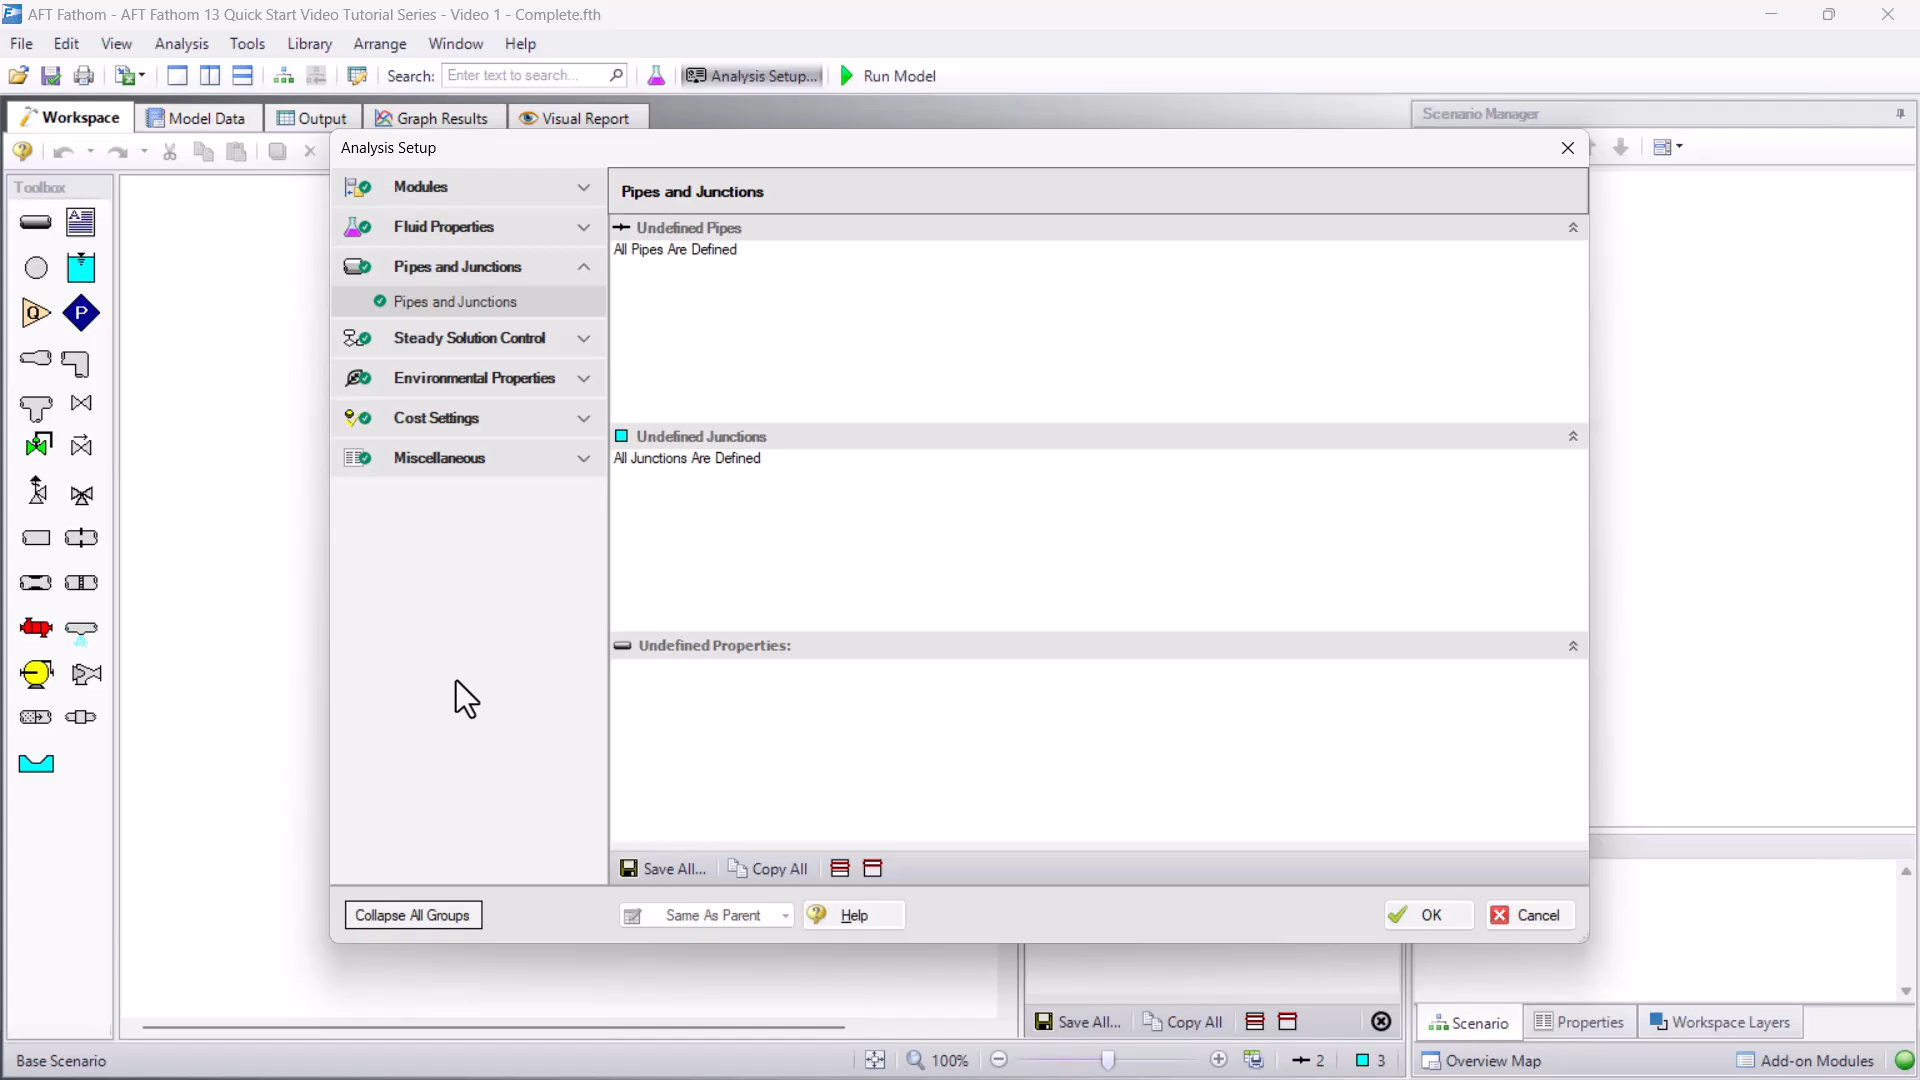 AFT Fathom - AFT Fathom 13 Quick Start Video Tutorial Series - Video 1 - Complete.fth
File Edit View Analysis Tools Library Arrange Window Help
Search: Enter text to search... Analysis Setup... Run Model
Workspace Model Data Output Graph Results Visual Report
Scenario Manager
Analysis Setup
Toolbox
A
Q
P
Modules
Fluid Properties
Pipes and Junctions
Pipes and Junctions
Steady Solution Control
Environmental Properties
Cost Settings
Miscellaneous
Pipes and Junctions
Undefined Pipes
All Pipes Are Defined
Undefined Junctions
All Junctions Are Defined
Undefined Properties:
Save All... Copy All
Collapse All Groups Same As Parent Help OK Cancel
Save All... Copy All
Scenario Properties Workspace Layers
Base Scenario 100% 2 3 Overview Map Add-on Modules